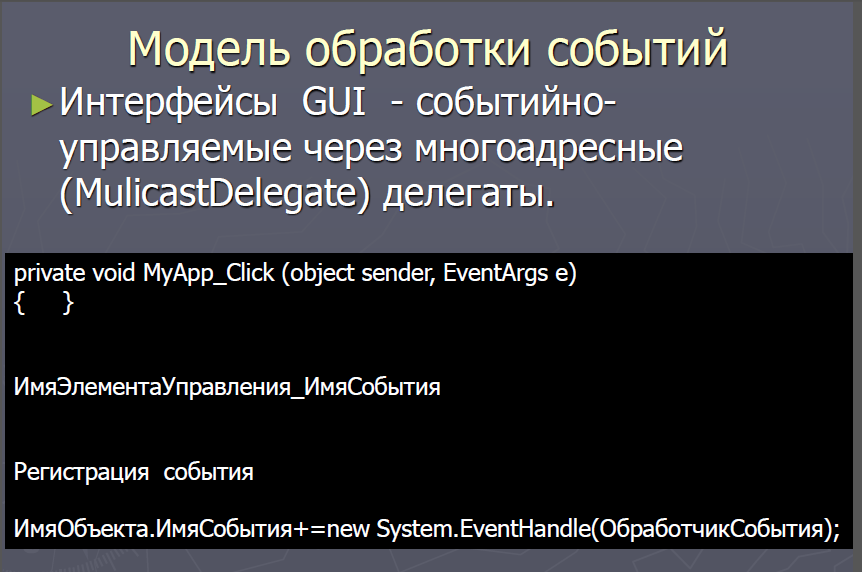 Модель обработки событий
►Интерфейсы GUI - событийно-
управляемые через многоадресные
(MulicastDelegate) делегаты.
private void MyApp_Click (object sender, EventArgs e)
{ }
ИмяЭлементаУправления_ИмяСобытия
Регистрация события
ИмяОбъекта.ИмяСобытия+=new System.EventHandle(ОбработчикСобытия);